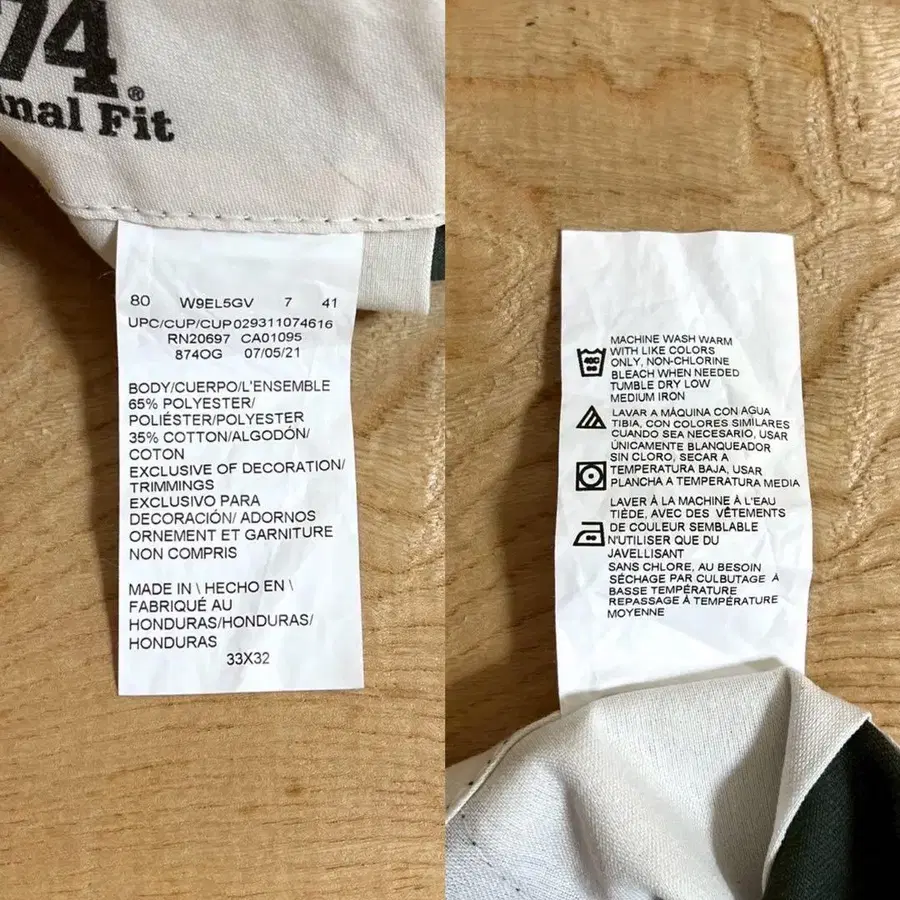 74®
inal Fit
80 W9EL5GV 7 41
UPC/CUP/CUP029311074616
RN20697 CA01095
874OG 07/05/21
BODY/CUERPO/L'ENSEMBLE
65% POLYESTER/
POLIÉSTER/POLYESTER
35% COTTON/ALGODÓN/
COTON
EXCLUSIVE OF DECORATION/
TRIMMINGS
EXCLUSIVO PARA
DECORACIÓN/ ADORNOS
ORNEMENT ET GARNITURE
NON COMPRIS
MADE IN \ HECHO EN \
FABRIQUÉ AU
HONDURAS/HONDURAS/
HONDURAS
33X32
MACHINE WASH WARM
WITH LIKE COLORS
ONLY, NON-CHLORINE
BLEACH WHEN NEEDED
TUMBLE DRY LOW
MEDIUM IRON
LAVAR A MÁQUINA CON AGUA
TIBIA, CON COLORES SIMILARES
CUANDO SEA NECESARIO, USAR
ÚNICAMENTE BLANQUEADOR
SIN CLORO, SECAR A
TEMPERATURA BAJA, USAR
PLANCHA A TEMPERATURA MEDIA
LAVER À LA MACHINE À L'EAU
TIÈDE, AVEC DES VÊTEMENTS
DE COULEUR SEMBLABLE
N'UTILISER QUE DU
JAVELLISANT
SANS CHLORE, AU BESOIN
SÉCHAGE PAR CULBUTAGE À
BASSE TEMPÉRATURE
REPASSAGE À TEMPÉRATURE
MOYENNE